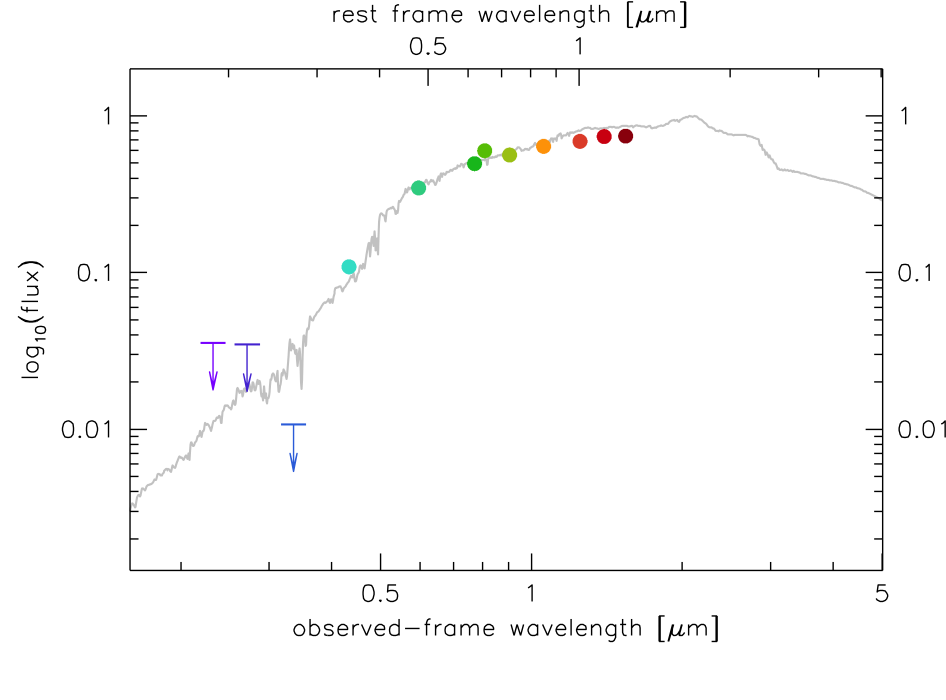 rest frame wavelength [μm]
0.5 1
1 1
0.1 0.1
0.01 0.01
log10(flux)
0.5 1 5
observed−frame wavelength [μm]